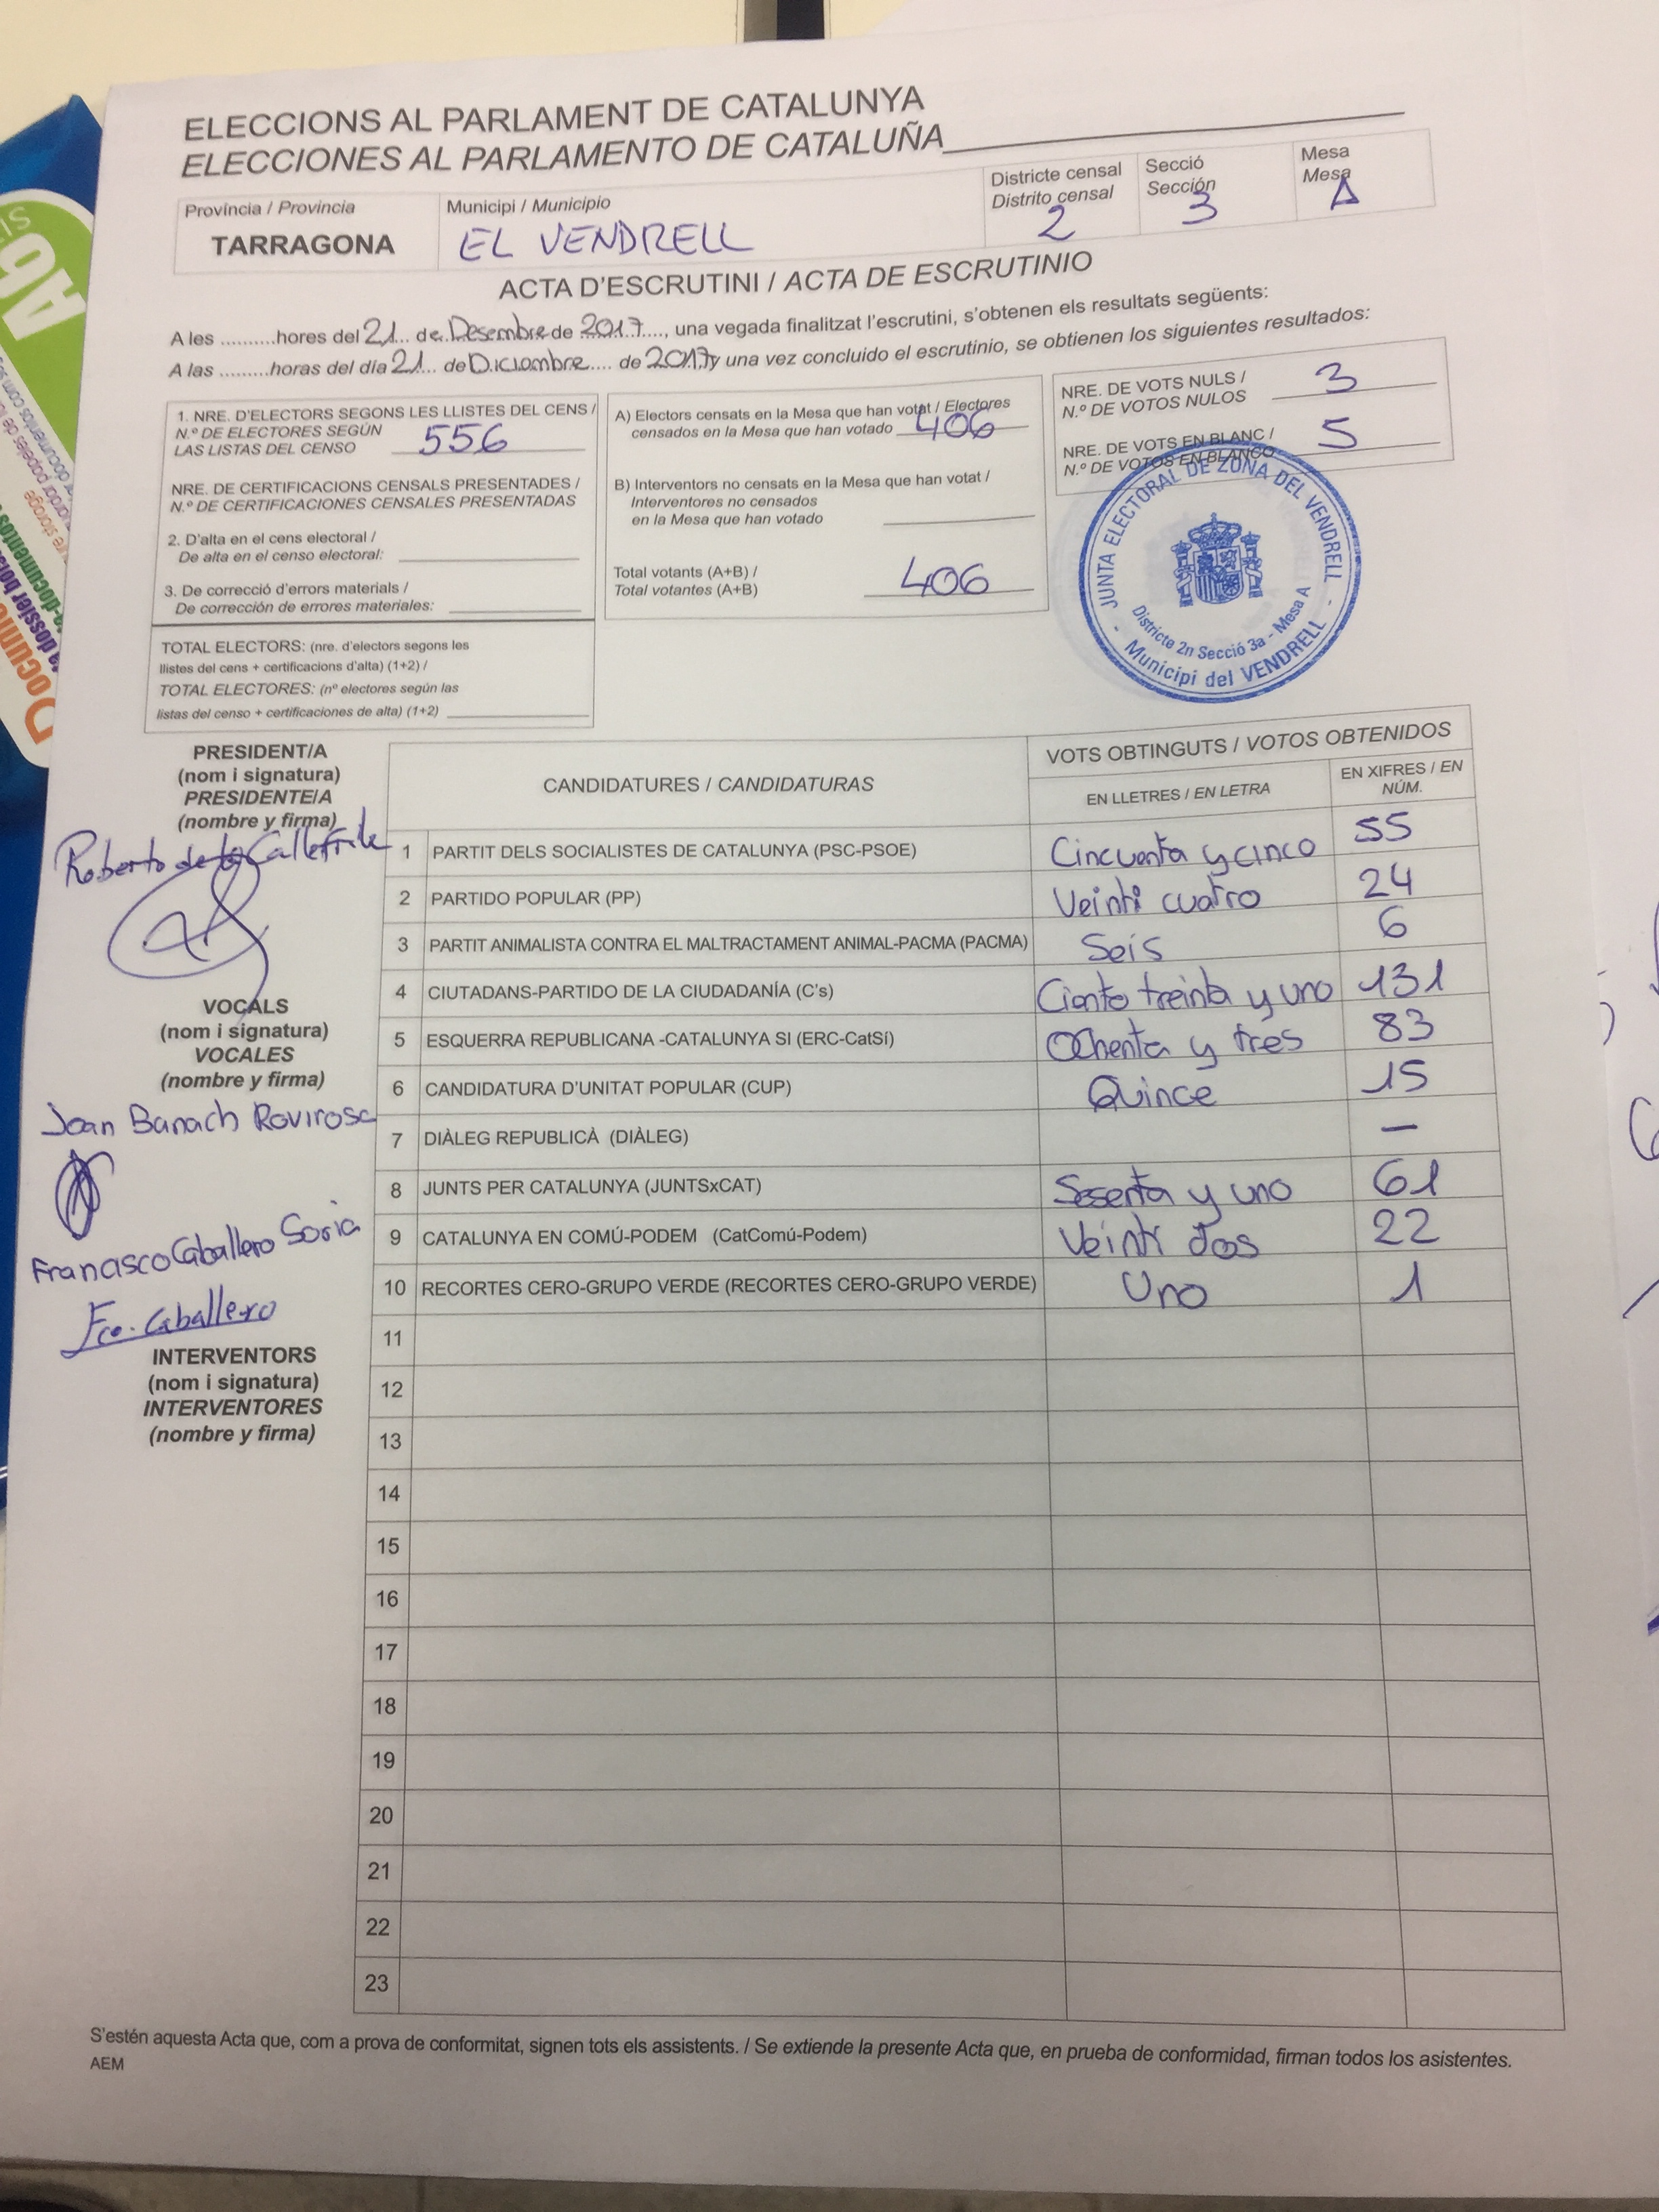 ELECCIONS AL PARLAMENT DE CATALUNYA
ELECCIONES AL PARLAMENTO DE CATALUÑA
Província / Provincia
TARRAGONA
Municipi / Municipio
EL VENDRELL
Districte censal
Distrito censal
2
Secció
Sección
3
Mesa
Mesa
A
ACTA D'ESCRUTINI / ACTA DE ESCRUTINIO
A les ..........hores del 21... de Desembre de 2017...., una vegada finalitzat l'escrutini, s'obtenen els resultats següents:
A las .........horas del día 21... de Diciembre.... de 2017, y una vez concluido el escrutinio, se obtienen los siguientes resultados:
1. NRE. D'ELECTORS SEGONS LES LLISTES DEL CENS /
N.º DE ELECTORES SEGÚN
LAS LISTAS DEL CENSO 556
NRE. DE CERTIFICACIONS CENSALS PRESENTADES /
N.º DE CERTIFICACIONES CENSALES PRESENTADAS
2. D'alta en el cens electoral /
De alta en el censo electoral:
3. De correcció d'errors materials /
De corrección de errores materiales:
TOTAL ELECTORS: (nre. d'electors segons les
llistes del cens + certificacions d'alta) (1+2) /
TOTAL ELECTORES: (nº electores según las
listas del censo + certificaciones de alta) (1+2)
A) Electors censats en la Mesa que han votat / Electores
censados en la Mesa que han votado 406
B) Interventors no censats en la Mesa que han votat /
Interventores no censados
en la Mesa que han votado
Total votants (A+B) /
Total votantes (A+B) 406
NRE. DE VOTS NULS /
N.º DE VOTOS NULOS 3
NRE. DE VOTS EN BLANC /
N.º DE VOTOS EN BLANCO 5
JUNTA ELECTORAL DE ZONA DEL VENDRELL
Districte 2n Secció 3a - Mesa A
- Municipi del VENDRELL -
PRESIDENT/A
(nom i signatura)
PRESIDENTE/A
(nombre y firma)
Roberto de la Calle
VOCALS
(nom i signatura)
VOCALES
(nombre y firma)
Joan Banach Rovirosa
Francisco Caballero Soria
Fco. Caballero
INTERVENTORS
(nom i signatura)
INTERVENTORES
(nombre y firma)
CANDIDATURES / CANDIDATURAS
VOTS OBTINGUTS / VOTOS OBTENIDOS
EN LLETRES / EN LETRA
EN XIFRES / EN
NÚM.
1 PARTIT DELS SOCIALISTES DE CATALUNYA (PSC-PSOE) Cincuenta y cinco 55
2 PARTIDO POPULAR (PP) Veinti cuatro 24
3 PARTIT ANIMALISTA CONTRA EL MALTRACTAMENT ANIMAL-PACMA (PACMA) Seis 6
4 CIUTADANS-PARTIDO DE LA CIUDADANÍA (C's) Ciento treinta y uno 131
5 ESQUERRA REPUBLICANA -CATALUNYA SI (ERC-CatSí) Ochenta y tres 83
6 CANDIDATURA D'UNITAT POPULAR (CUP) Quince 15
7 DIÀLEG REPUBLICÀ (DIÀLEG) —
8 JUNTS PER CATALUNYA (JUNTSxCAT) Sesenta y uno 61
9 CATALUNYA EN COMÚ-PODEM (CatComú-Podem) Veinti dos 22
10 RECORTES CERO-GRUPO VERDE (RECORTES CERO-GRUPO VERDE) Uno 1
11
12
13
14
15
16
17
18
19
20
21
22
23
S'estén aquesta Acta que, com a prova de conformitat, signen tots els assistents. / Se extiende la presente Acta que, en prueba de conformidad, firman todos los asistentes.
AEM